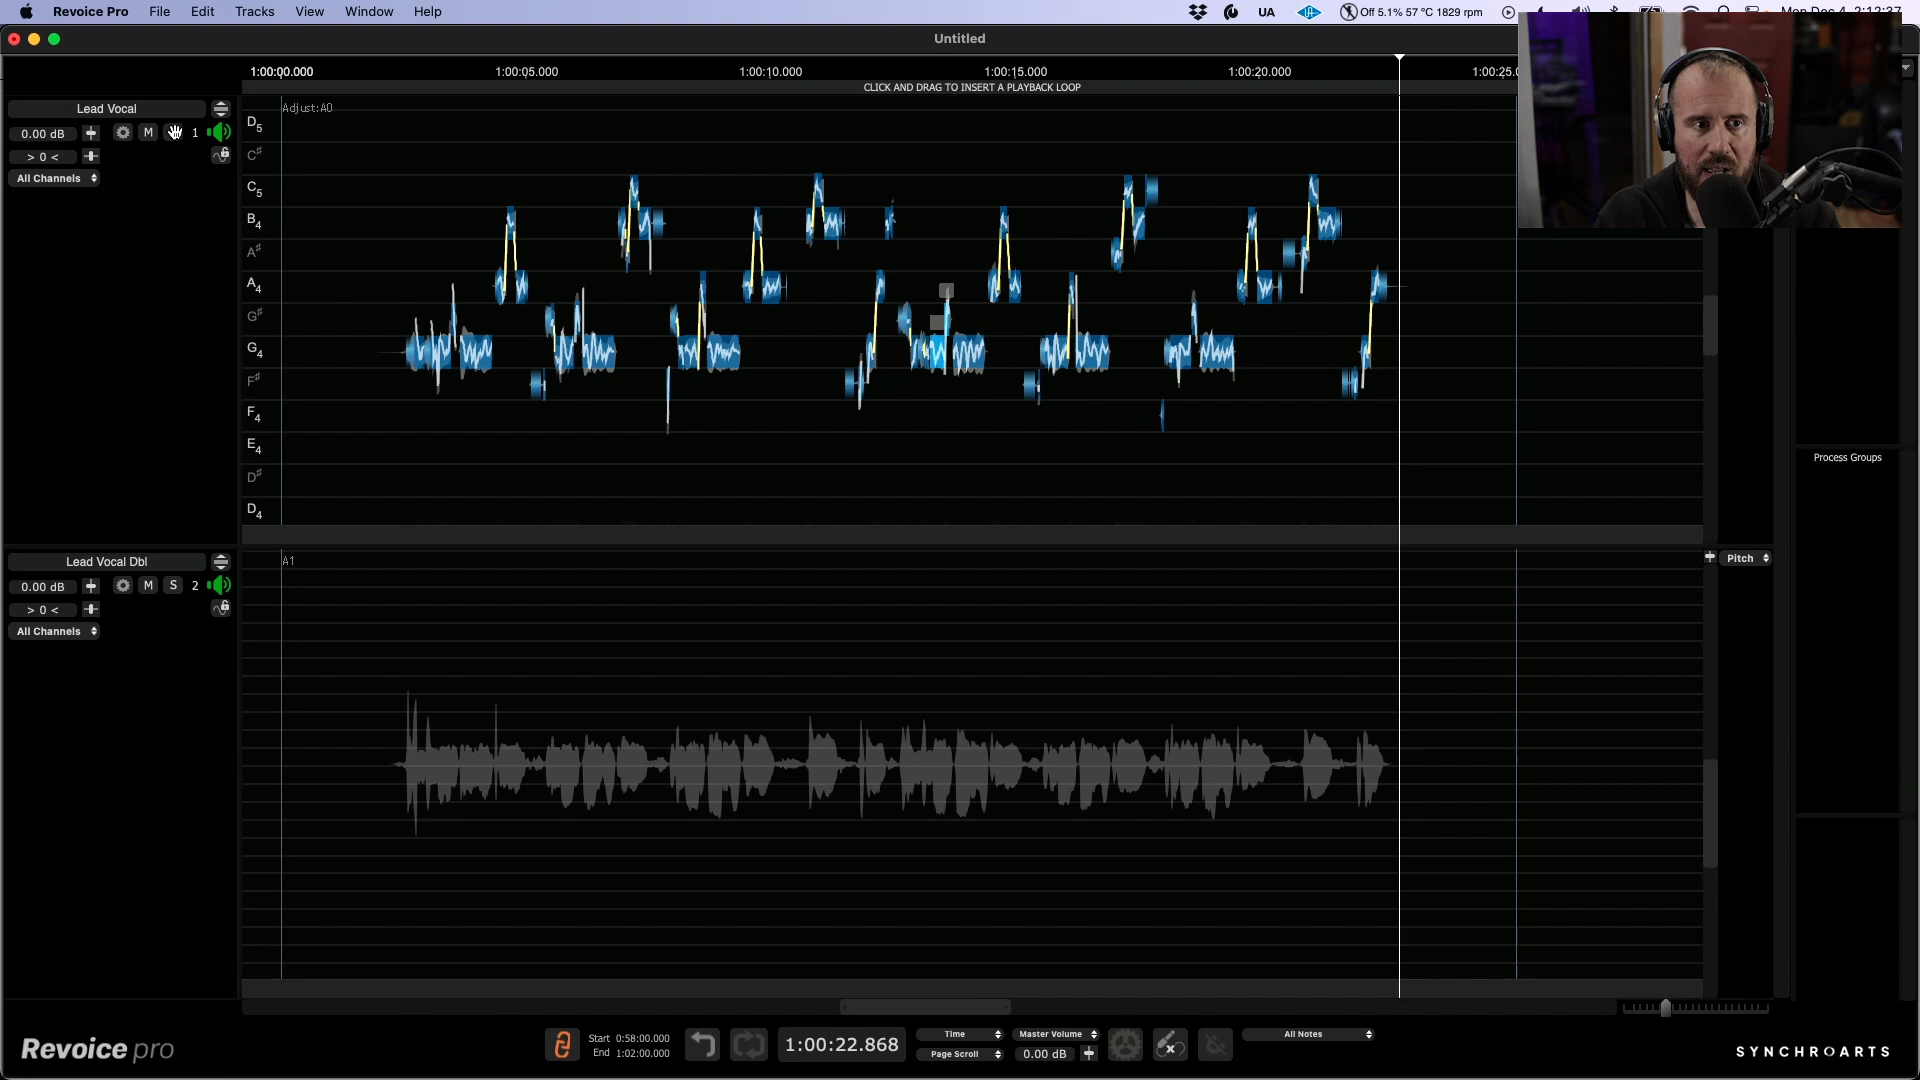 Revoice Pro File Edit Tracks View Window Help
UA Off 5.1% 57 °C 1829 rpm
Untitled
1:00:00.000 1:00:05.000 1:00:10.000 1:00:15.000 1:00:20.000 1:00:25.
CLICK AND DRAG TO INSERT A PLAYBACK LOOP
Lead Vocal
0.00 dB M 1
> 0 <
All Channels
Adjust:A0
D5
C♯
C5
B4
A♯
A4
G♯
G4
F♯
F4
E4
D♯
D4
Process Groups
Lead Vocal Dbl
0.00 dB M S 2
> 0 <
All Channels
A1
Pitch
Revoice pro
Start 0:58:00.000
End 1:02:00.000
1:00:22.868
Time
Page Scroll
Master Volume
0.00 dB
All Notes
SYNCHROARTS